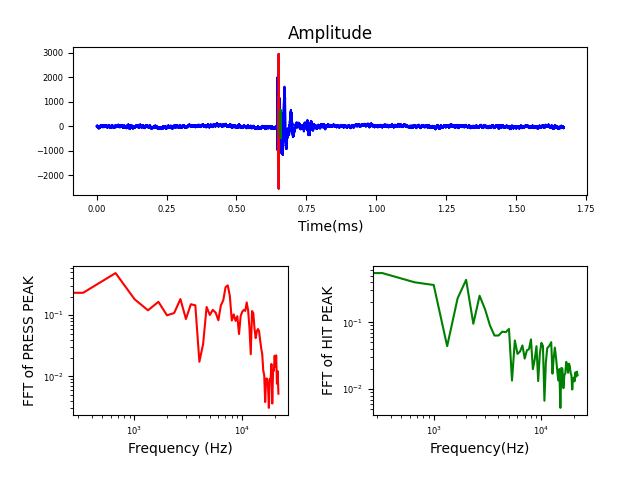 Amplitude
3000
2000
1000
0
−1000
−2000
0.00 0.25 0.50 0.75 1.00 1.25 1.50 1.75
Time(ms)
FFT of PRESS PEAK
10⁻¹
10⁻²
10³ 10⁴
Frequency (Hz)
FFT of HIT PEAK
10⁻¹
10⁻²
10³ 10⁴
Frequency(Hz)